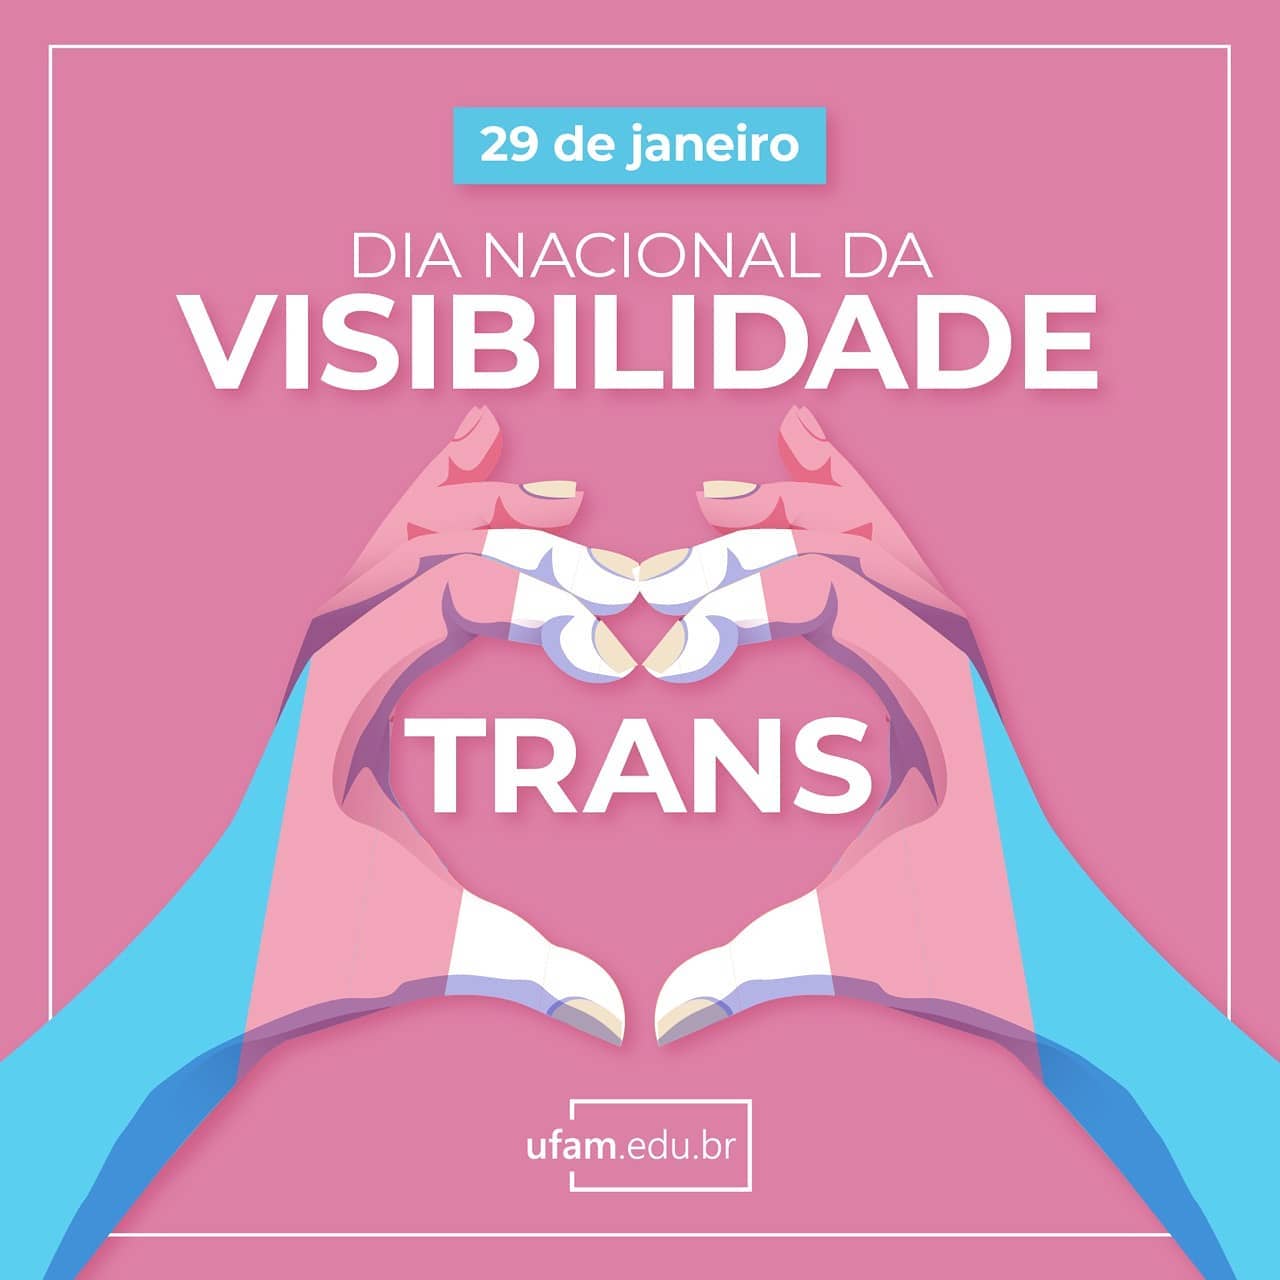 29 de janeiro
DIA NACIONAL DA
VISIBILIDADE
TRANS
ufam.edu.br